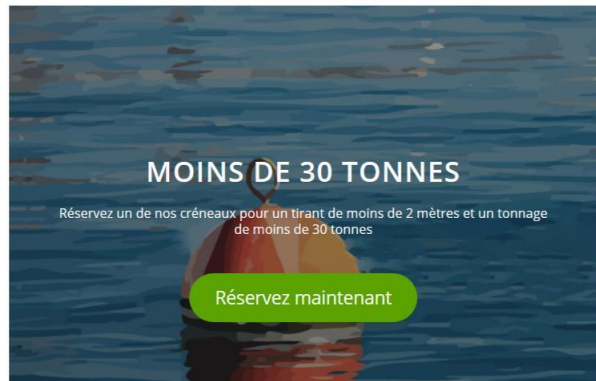 MOINS DE 30 TONNES
Réservez un de nos créneaux pour un tirant de moins de 2 mètres et un tonnage
de moins de 30 tonnes
Réservez maintenant